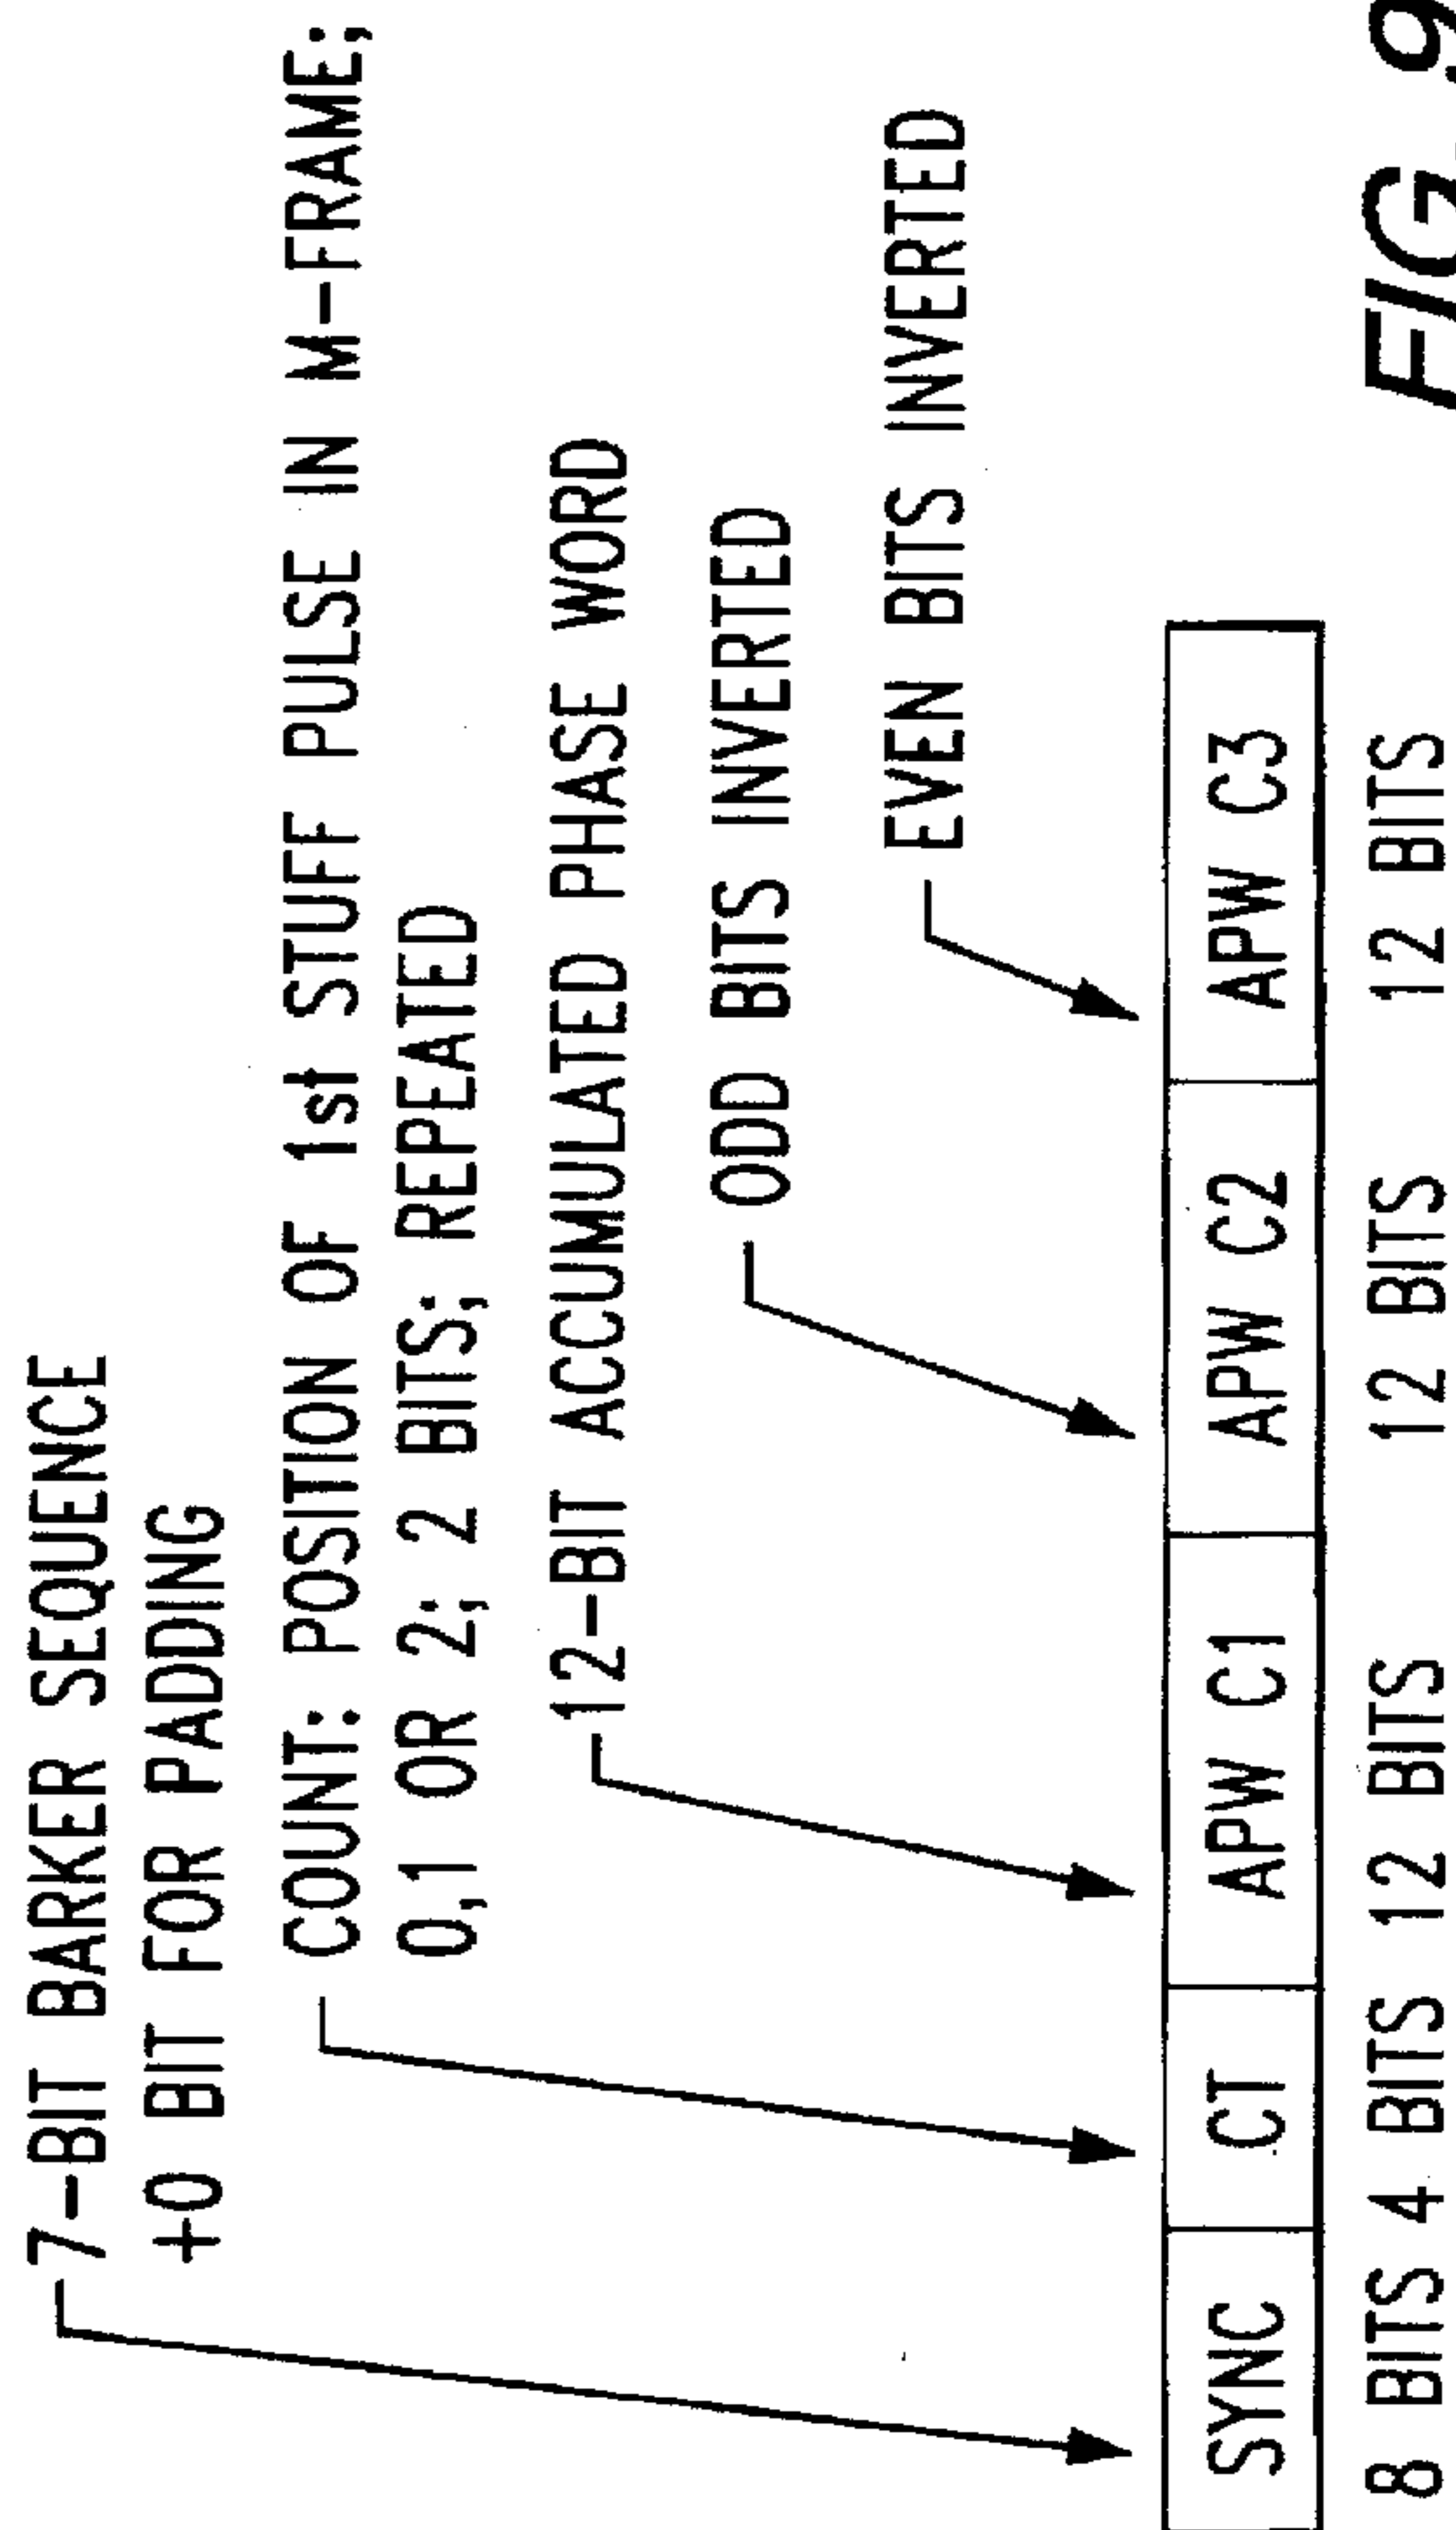 7-BIT BARKER SEQUENCE
+0 BIT FOR PADDING
COUNT: POSITION OF 1st STUFF PULSE IN M-FRAME;
0,1 OR 2; 2 BITS; REPEATED
12-BIT ACCUMULATED PHASE WORD
ODD BITS INVERTED
EVEN BITS INVERTED
SYNC CT APW C1 APW C2 APW C3
8 BITS 4 BITS 12 BITS 12 BITS 12 BITS
FIG. 9